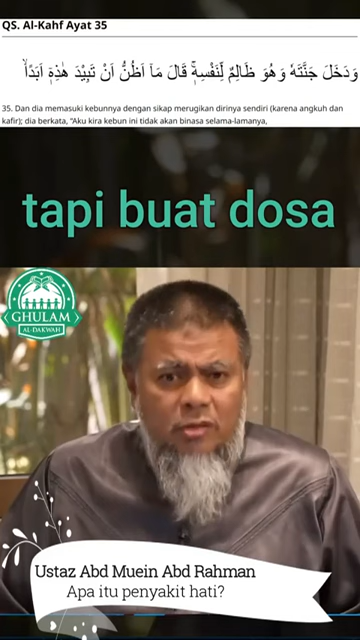 QS. Al-Kahf Ayat 35
وَدَخَلَ جَنَّتَهٗ وَهُوَ ظَالِمٌ لِّنَفْسِهٖۚ قَالَ مَآ اَظُنُّ اَنْ تَبِيْدَ هٰذِهٖٓ اَبَدًاۙ
35. Dan dia memasuki kebunnya dengan sikap merugikan dirinya sendiri (karena angkuh dan
kafir); dia berkata, “Aku kira kebun ini tidak akan binasa selama-lamanya,
tapi buat dosa
GHULAM
AL-DAKWAH
Ustaz Abd Muein Abd Rahman
Apa itu penyakit hati?